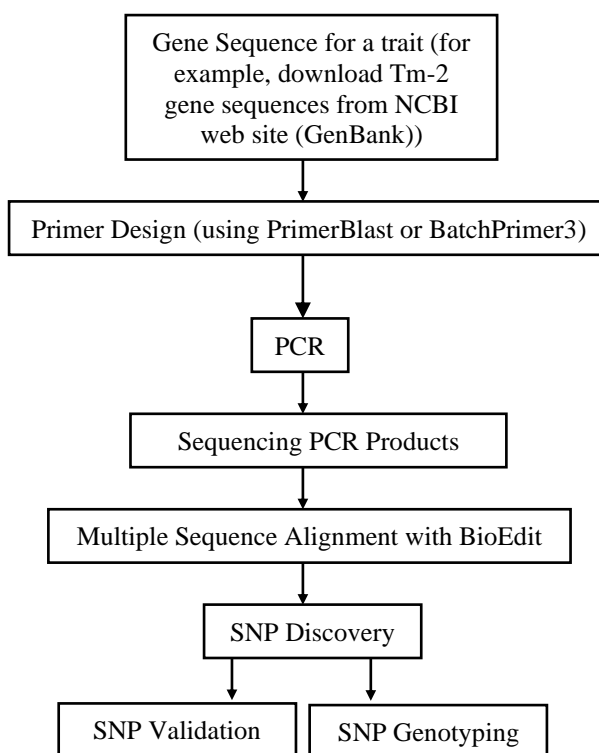 Gene Sequence for a trait (for
example, download Tm-2
gene sequences from NCBI
web site (GenBank))
Primer Design (using PrimerBlast or BatchPrimer3)
PCR
Sequencing PCR Products
Multiple Sequence Alignment with BioEdit
SNP Discovery
SNP Validation
SNP Genotyping